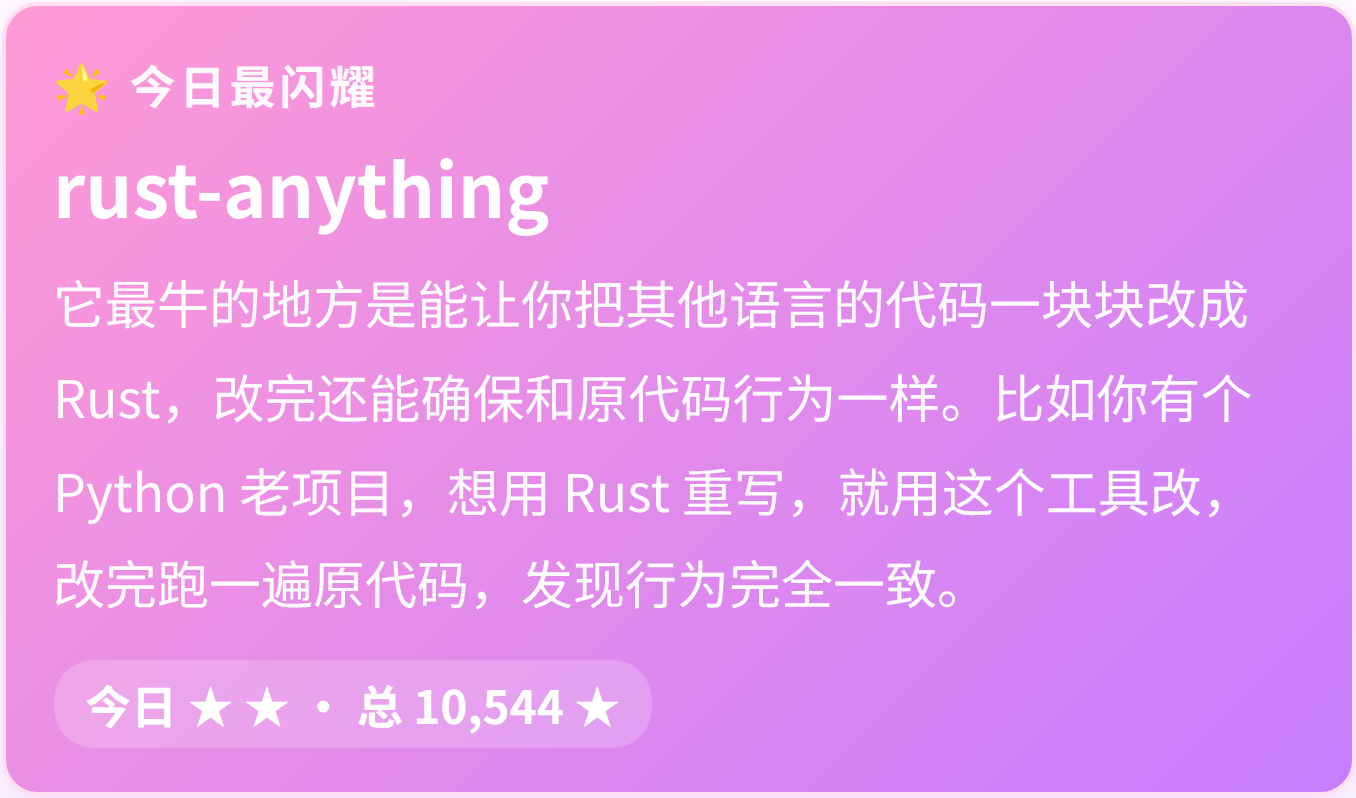 🌟 今日最闪耀
rust-anything
它最牛的地方是能让你把其他语言的代码一块块改成
Rust，改完还能确保和原代码行为一样。比如你有个
Python 老项目，想用 Rust 重写，就用这个工具改，
改完跑一遍原代码，发现行为完全一致。
今日 ★ ★ · 总 10,544 ★